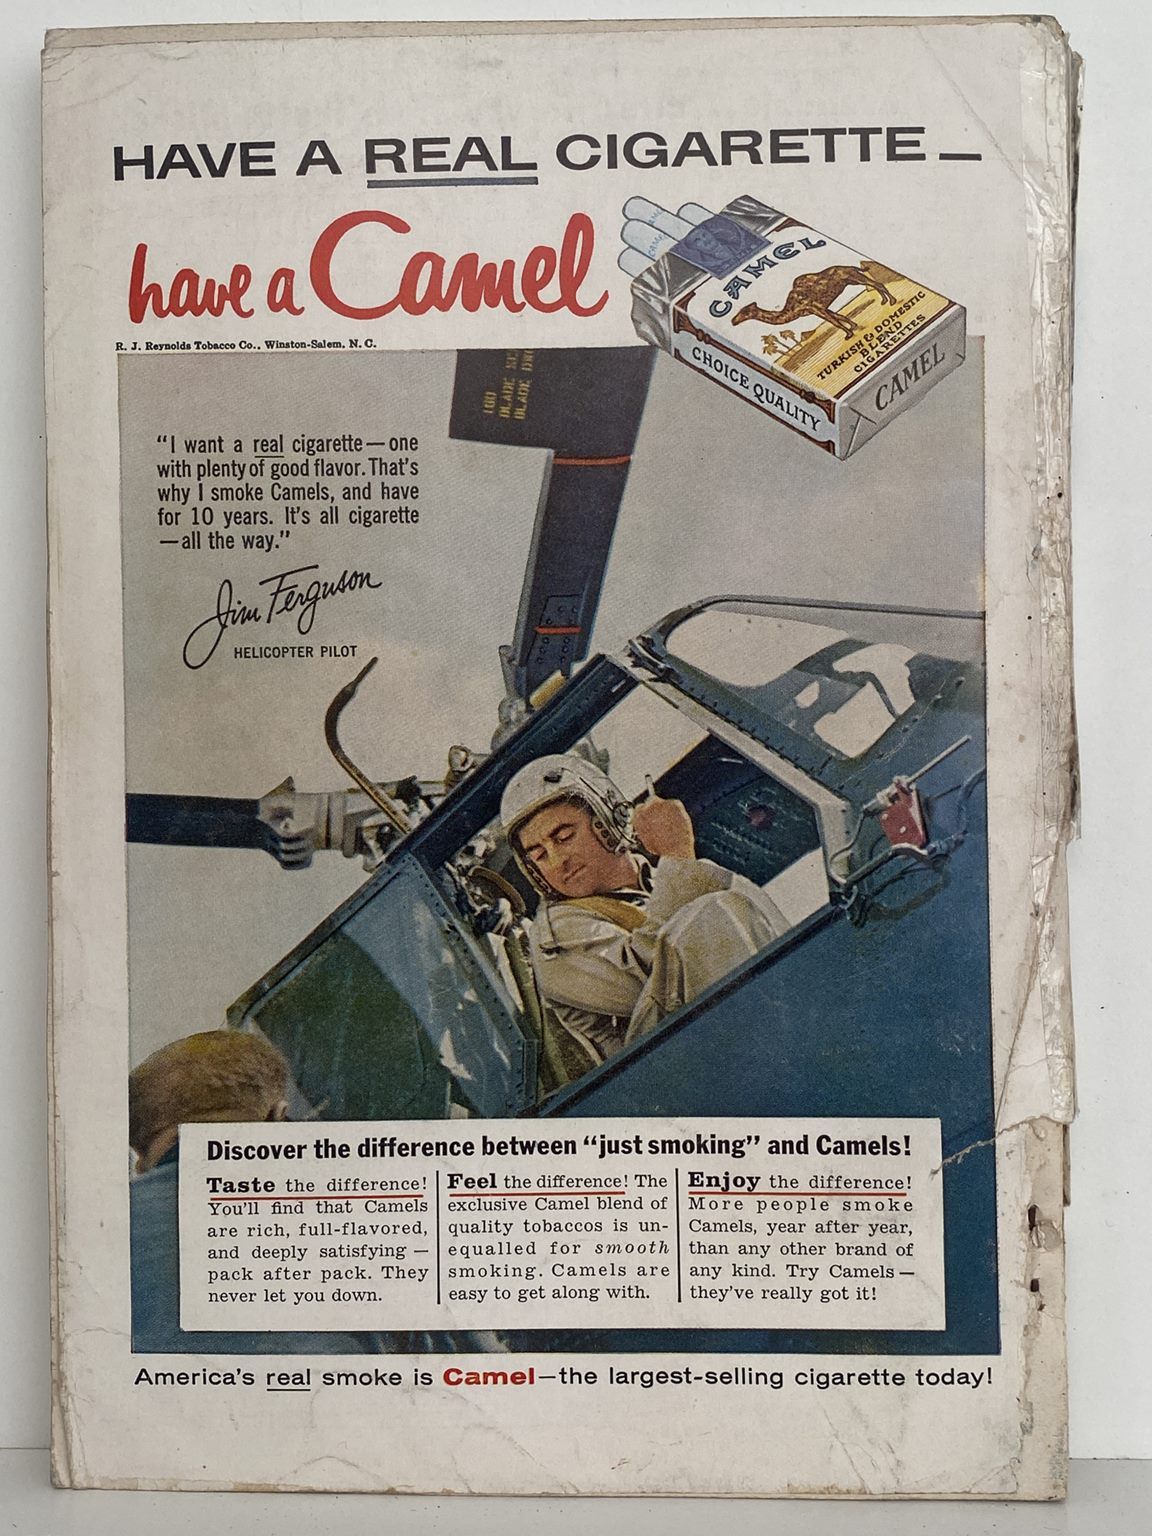 HAVE A REAL CIGARETTE—
have a Camel
CAMEL
CAMEL
CAMEL
TURKISH & DOMESTIC
BLEND
CIGARETTES
CHOICE QUALITY
CAMEL
R. J. Reynolds Tobacco Co., Winston-Salem, N. C.
"I want a real cigarette—one
with plenty of good flavor. That's
why I smoke Camels, and have
for 10 years. It's all cigarette
—all the way."
Jim Ferguson
HELICOPTER PILOT
Discover the difference between "just smoking" and Camels!
Taste the difference!
You'll find that Camels
are rich, full-flavored,
and deeply satisfying —
pack after pack. They
never let you down.
Feel the difference! The
exclusive Camel blend of
quality tobaccos is un-
equalled for smooth
smoking. Camels are
easy to get along with.
Enjoy the difference!
More people smoke
Camels, year after year,
than any other brand of
any kind. Try Camels—
they've really got it!
America's real smoke is Camel—the largest-selling cigarette today!